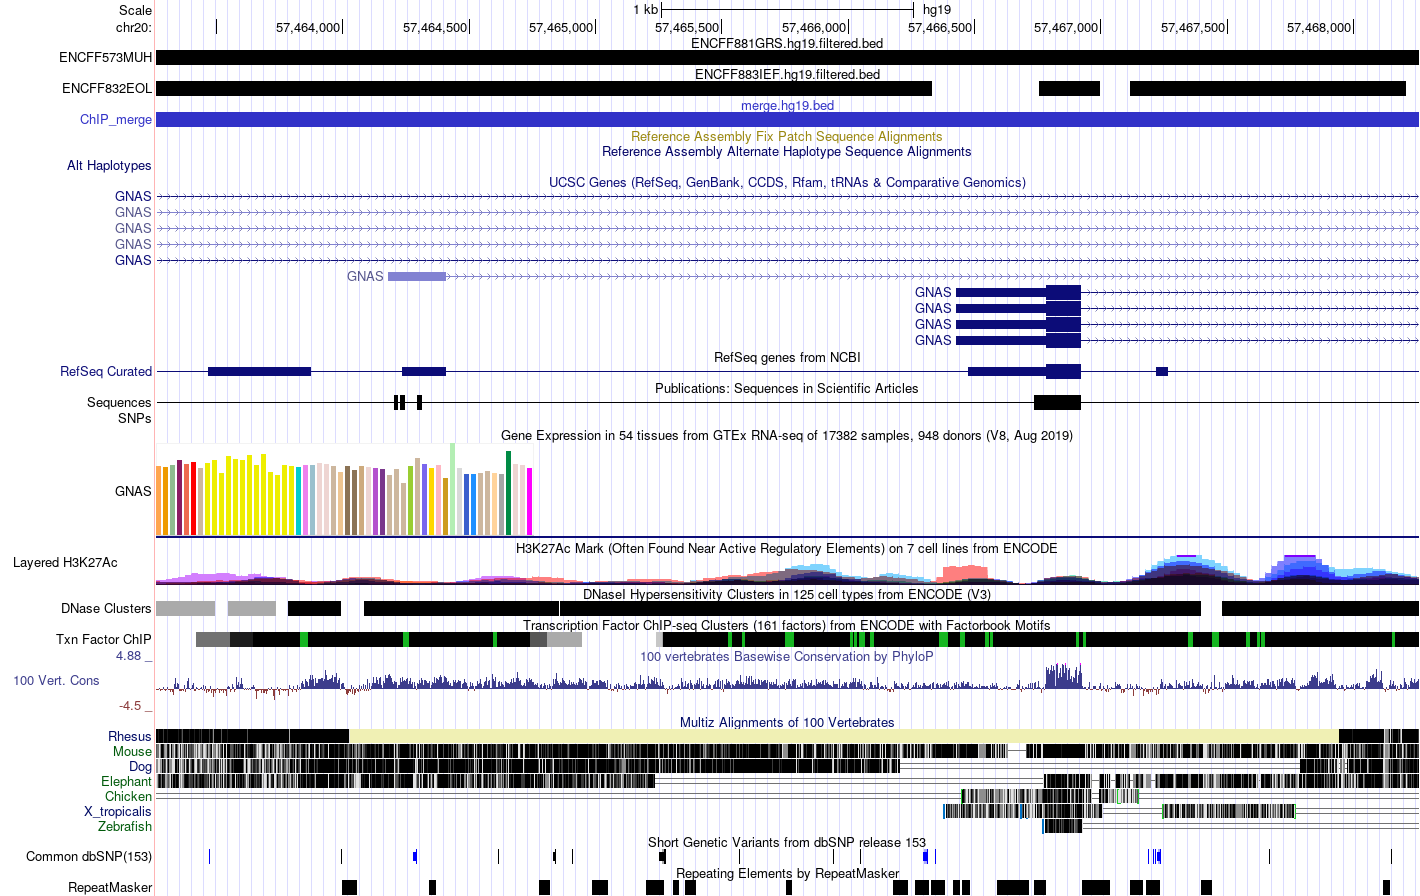 Scale 1 kb hg19
chr20: 57,464,000 57,464,500 57,465,000 57,465,500 57,466,000 57,466,500 57,467,000 57,467,500 57,468,000
ENCFF881GRS.hg19.filtered.bed
ENCFF573MUH
ENCFF883IEF.hg19.filtered.bed
ENCFF832EOL
merge.hg19.bed
ChIP_merge
Reference Assembly Fix Patch Sequence Alignments
Reference Assembly Alternate Haplotype Sequence Alignments
Alt Haplotypes
UCSC Genes (RefSeq, GenBank, CCDS, Rfam, tRNAs & Comparative Genomics)
GNAS
GNAS
GNAS
GNAS
GNAS
GNAS
GNAS
GNAS
GNAS
GNAS
RefSeq genes from NCBI
RefSeq Curated
Publications: Sequences in Scientific Articles
Sequences
SNPs
Gene Expression in 54 tissues from GTEx RNA-seq of 17382 samples, 948 donors (V8, Aug 2019)
GNAS
H3K27Ac Mark (Often Found Near Active Regulatory Elements) on 7 cell lines from ENCODE
Layered H3K27Ac
DNaseI Hypersensitivity Clusters in 125 cell types from ENCODE (V3)
DNase Clusters
Transcription Factor ChIP-seq Clusters (161 factors) from ENCODE with Factorbook Motifs
Txn Factor ChIP
4.88 _ 100 vertebrates Basewise Conservation by PhyloP
100 Vert. Cons
-4.5 _
Multiz Alignments of 100 Vertebrates
Rhesus
Mouse
Dog
Elephant
Chicken
X_tropicalis
Zebrafish
Short Genetic Variants from dbSNP release 153
Common dbSNP(153)
Repeating Elements by RepeatMasker
RepeatMasker